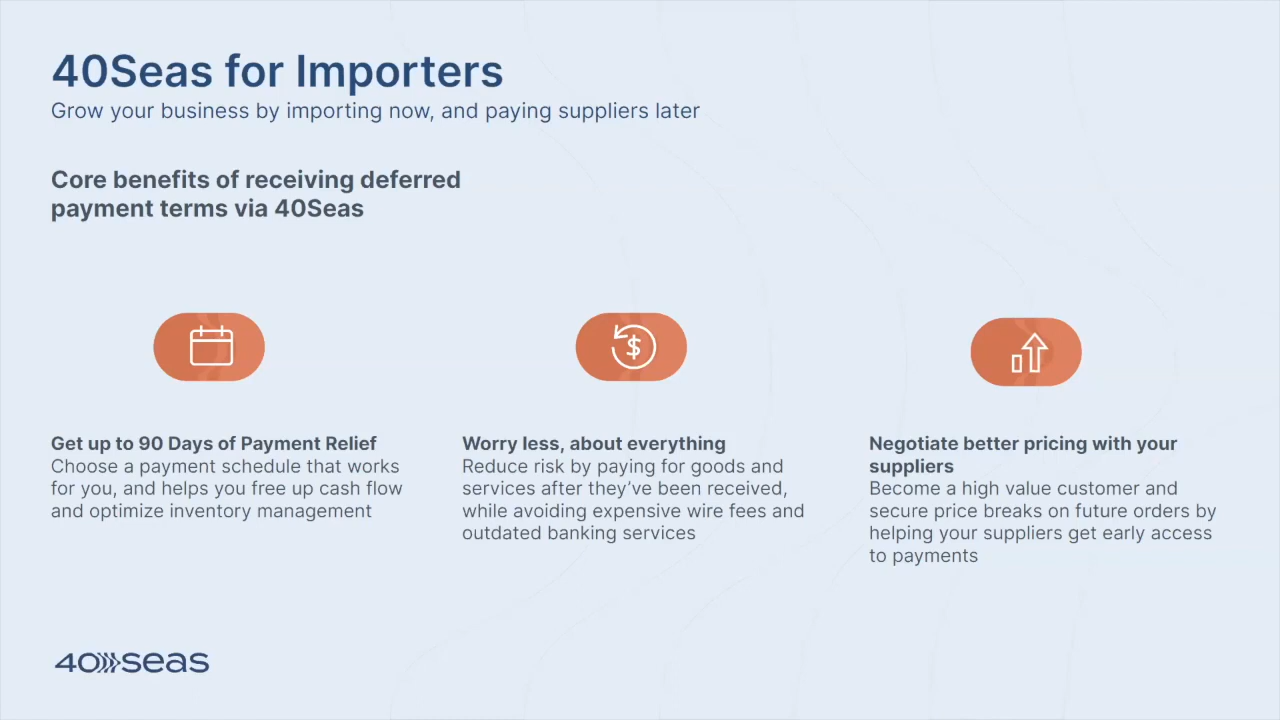 40Seas for Importers
Grow your business by importing now, and paying suppliers later
Core benefits of receiving deferred
payment terms via 40Seas
$
Get up to 90 Days of Payment Relief
Choose a payment schedule that works
for you, and helps you free up cash flow
and optimize inventory management
Worry less, about everything
Reduce risk by paying for goods and
services after they’ve been received,
while avoiding expensive wire fees and
outdated banking services
Negotiate better pricing with your
suppliers
Become a high value customer and
secure price breaks on future orders by
helping your suppliers get early access
to payments
40seas